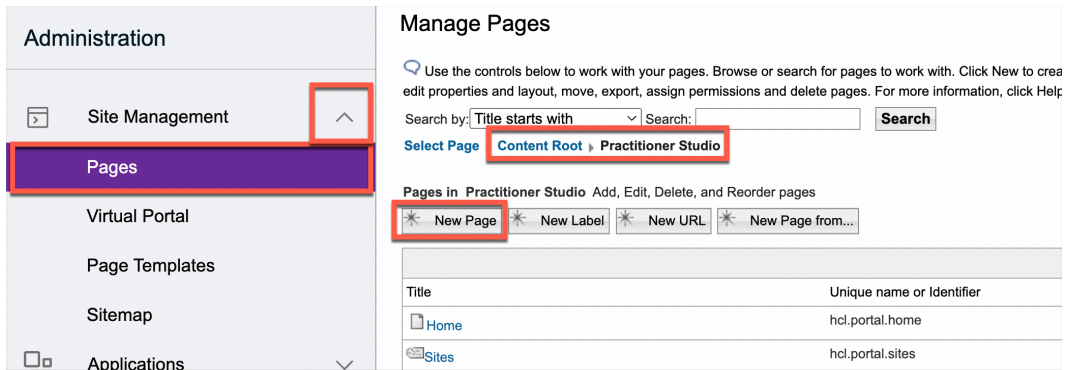 Administration
Site Management
Pages
Virtual Portal
Page Templates
Sitemap
Applications
Manage Pages
Use the controls below to work with your pages. Browse or search for pages to work with. Click New to crea
edit properties and layout, move, export, assign permissions and delete pages. For more information, click Help
Search by: Title starts with Search: Search
Select Page Content Root Practitioner Studio
Pages in Practitioner Studio Add, Edit, Delete, and Reorder pages
New Page New Label New URL New Page from...
Title Unique name or Identifier
Home hcl.portal.home
Sites hcl.portal.sites